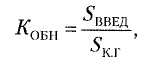 K_ОБН = S_ВВЕД / S_К.Г ,